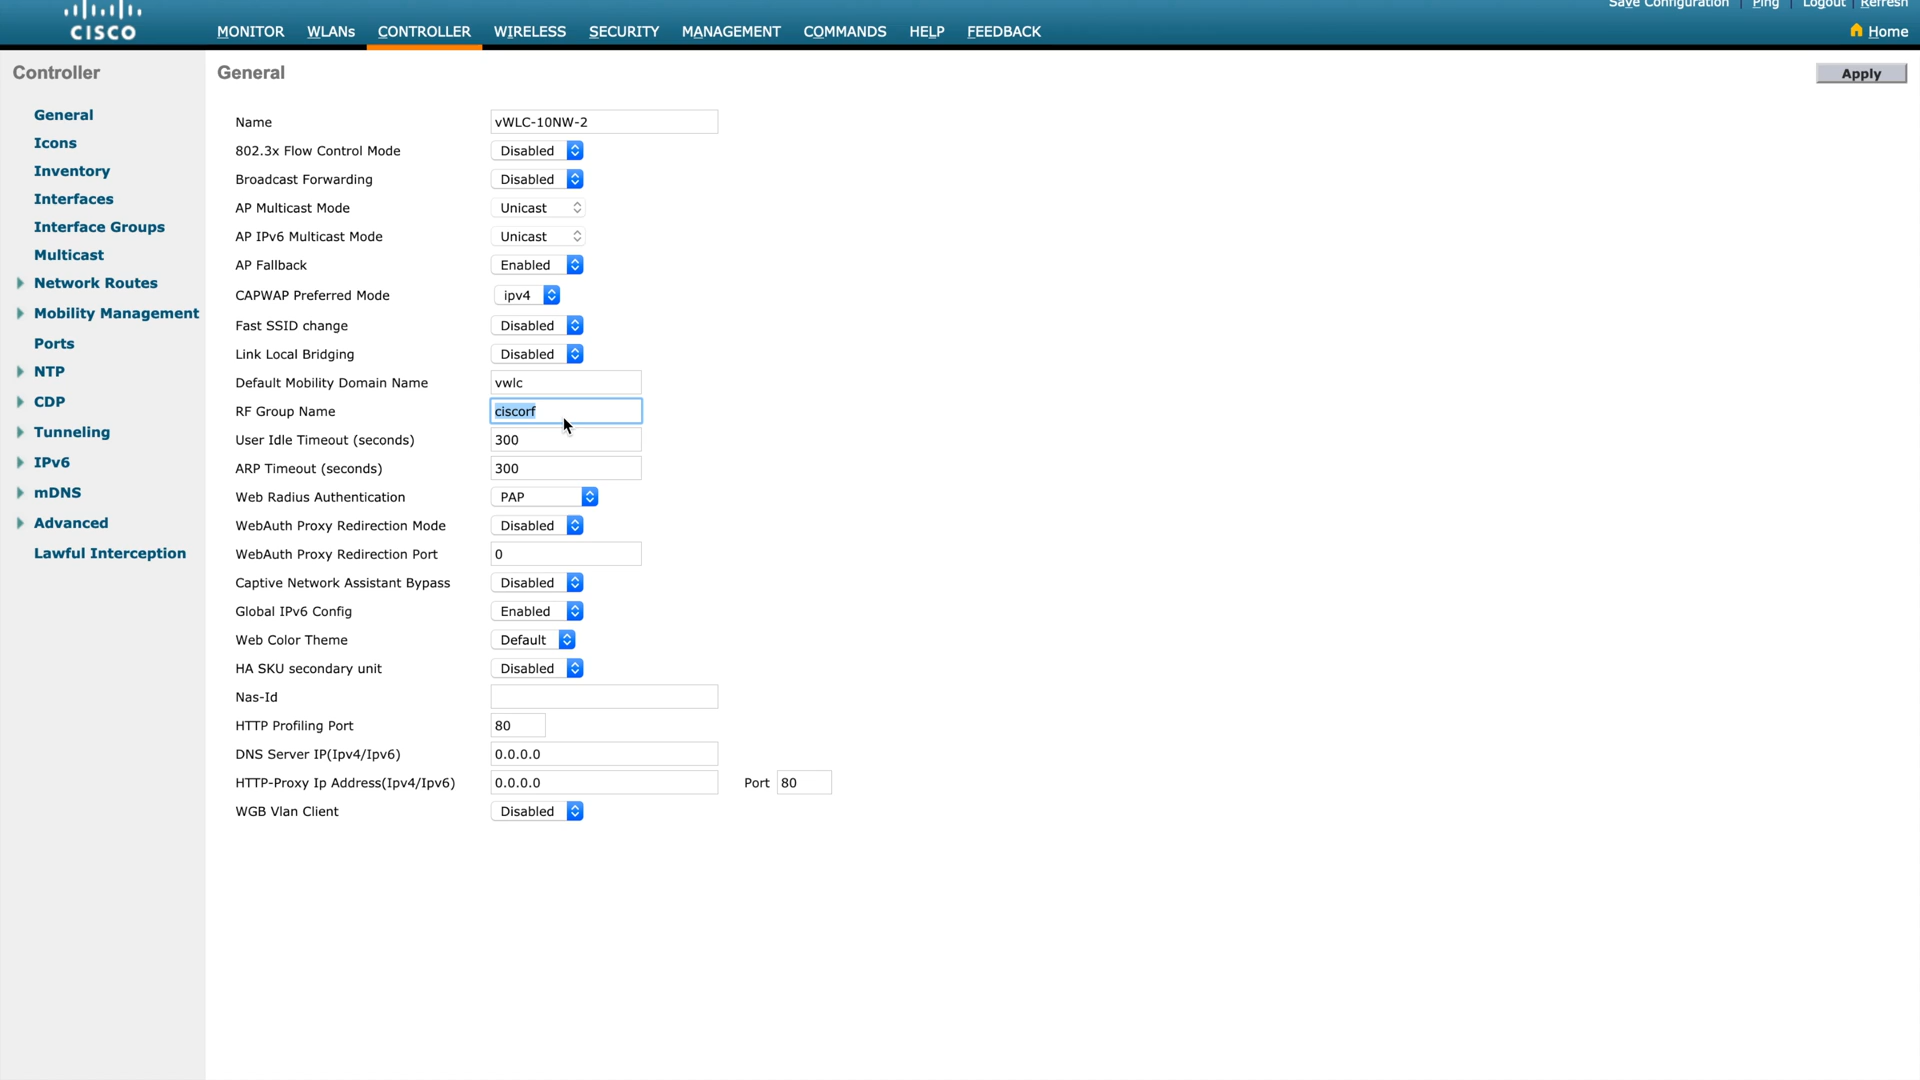 Save Configuration | Ping | Logout | Refresh
CISCO
MONITOR WLANs CONTROLLER WIRELESS SECURITY MANAGEMENT COMMANDS HELP FEEDBACK
Home
Controller
General
Icons
Inventory
Interfaces
Interface Groups
Multicast
Network Routes
Mobility Management
Ports
NTP
CDP
Tunneling
IPv6
mDNS
Advanced
Lawful Interception
General
Apply
Name vWLC-10NW-2
802.3x Flow Control Mode Disabled
Broadcast Forwarding Disabled
AP Multicast Mode Unicast
AP IPv6 Multicast Mode Unicast
AP Fallback Enabled
CAPWAP Preferred Mode ipv4
Fast SSID change Disabled
Link Local Bridging Disabled
Default Mobility Domain Name vwlc
RF Group Name ciscorf
User Idle Timeout (seconds) 300
ARP Timeout (seconds) 300
Web Radius Authentication PAP
WebAuth Proxy Redirection Mode Disabled
WebAuth Proxy Redirection Port 0
Captive Network Assistant Bypass Disabled
Global IPv6 Config Enabled
Web Color Theme Default
HA SKU secondary unit Disabled
Nas-Id
HTTP Profiling Port 80
DNS Server IP(Ipv4/Ipv6) 0.0.0.0
HTTP-Proxy Ip Address(Ipv4/Ipv6) 0.0.0.0 Port 80
WGB Vlan Client Disabled